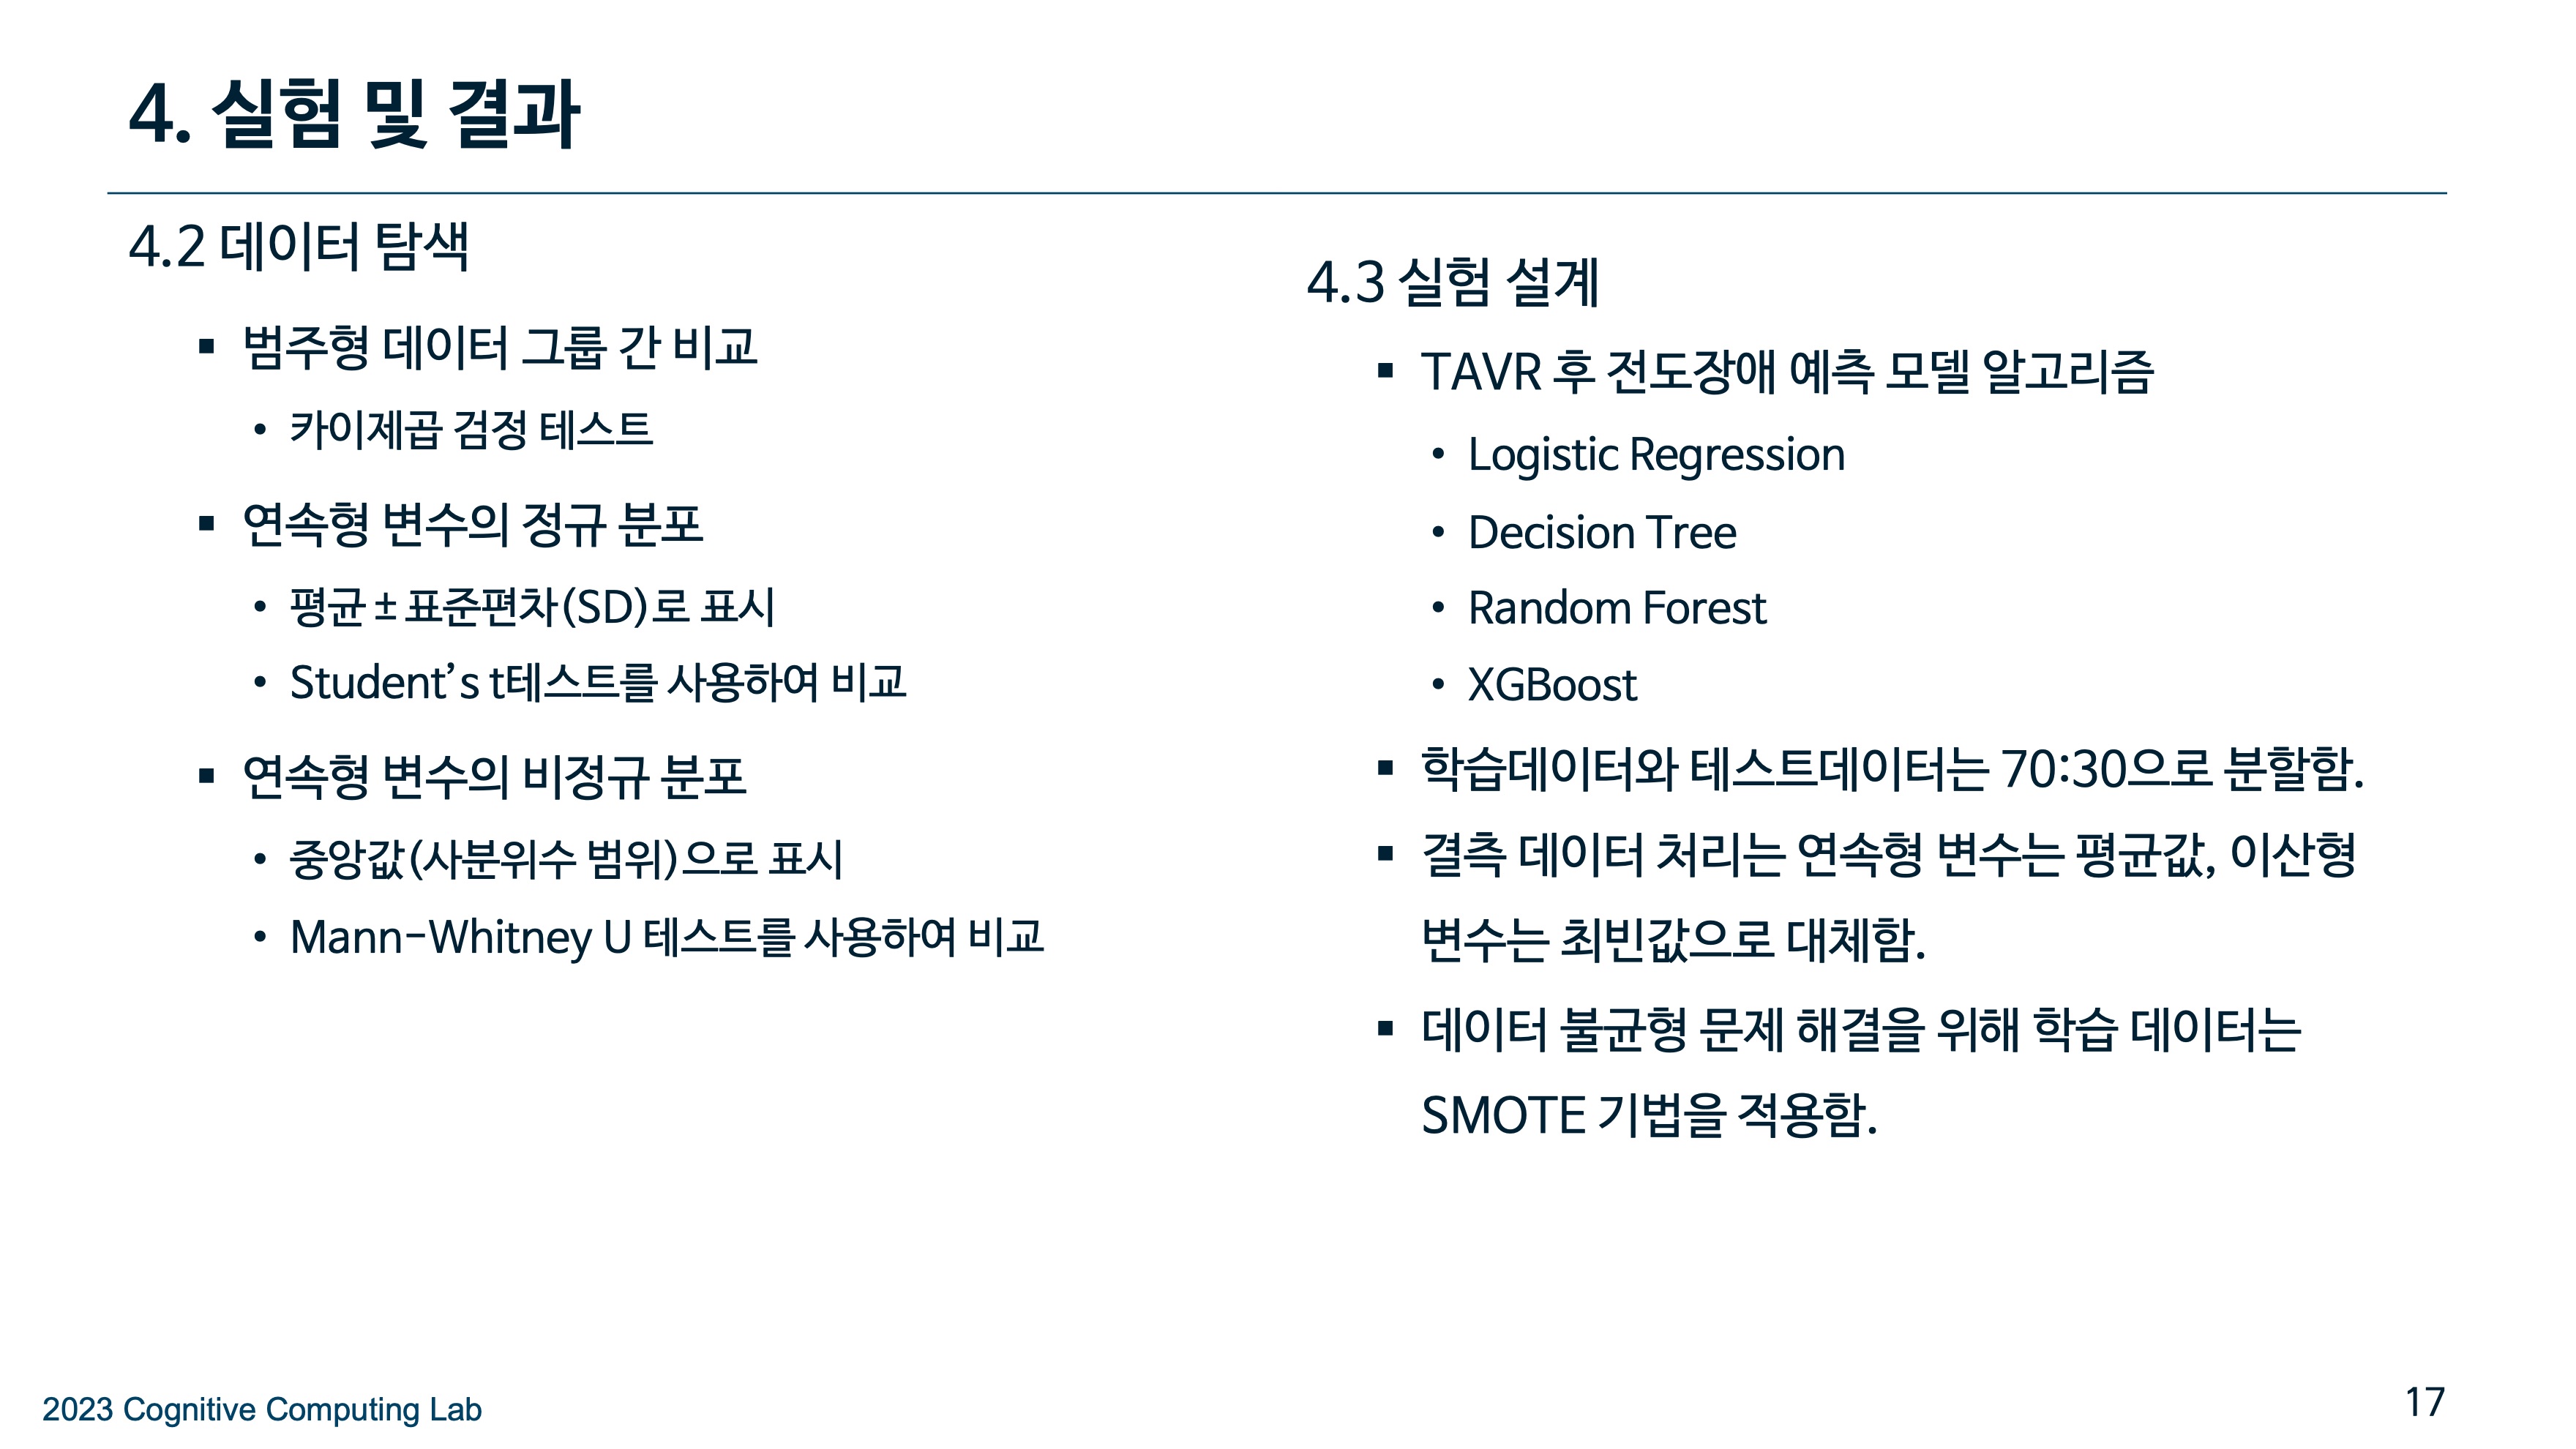 4. 실험 및 결과
4.2 데이터 탐색
▪ 범주형 데이터 그룹 간 비교
• 카이제곱 검정 테스트
▪ 연속형 변수의 정규 분포
• 평균 ± 표준편차(SD)로 표시
• Student’s t테스트를 사용하여 비교
▪ 연속형 변수의 비정규 분포
• 중앙값(사분위수 범위)으로 표시
• Mann-Whitney U 테스트를 사용하여 비교
4.3 실험 설계
▪ TAVR 후 전도장애 예측 모델 알고리즘
• Logistic Regression
• Decision Tree
• Random Forest
• XGBoost
▪ 학습데이터와 테스트데이터는 70:30으로 분할함.
▪ 결측 데이터 처리는 연속형 변수는 평균값, 이산형
변수는 최빈값으로 대체함.
▪ 데이터 불균형 문제 해결을 위해 학습 데이터는
SMOTE 기법을 적용함.
2023 Cognitive Computing Lab
17